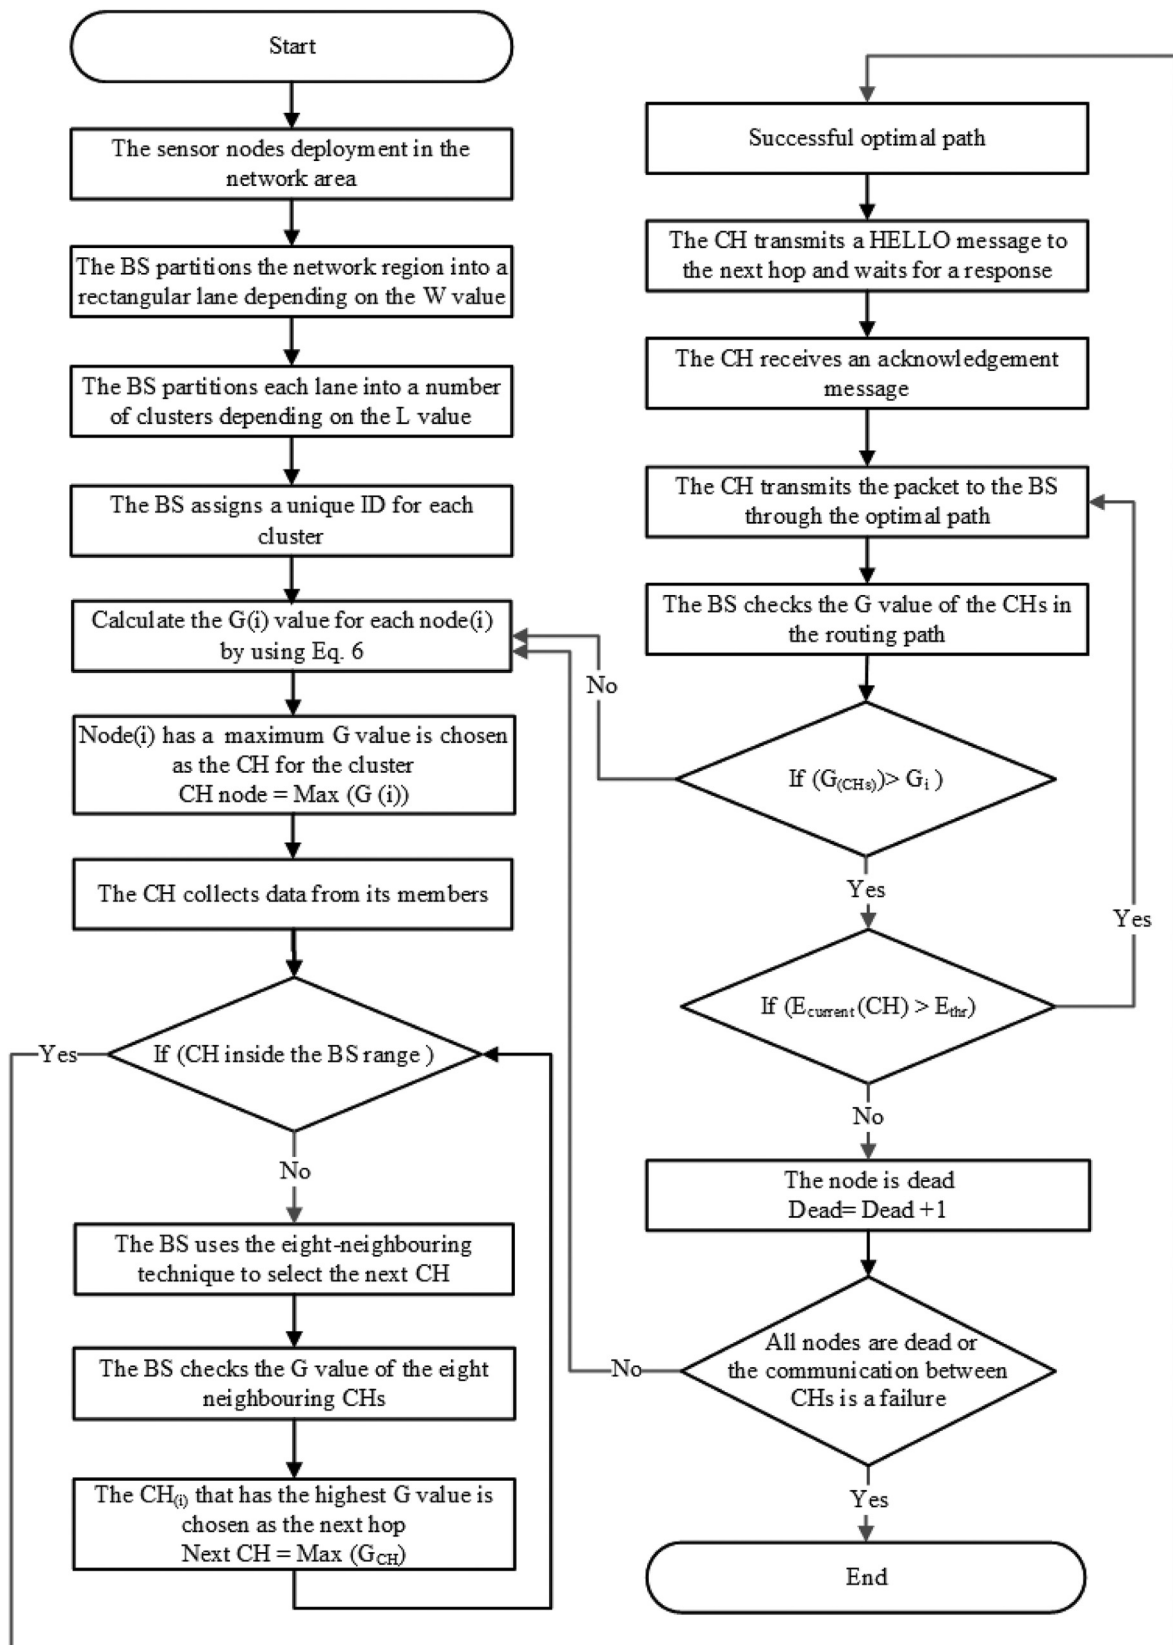 Start
The sensor nodes deployment in the
network area
The BS partitions the network region into a
rectangular lane depending on the W value
The BS partitions each lane into a number
of clusters depending on the L value
The BS assigns a unique ID for each
cluster
Calculate the G(i) value for each node(i)
by using Eq. 6
Node(i) has a maximum G value is chosen
as the CH for the cluster
CH node = Max (G (i))
The CH collects data from its members
If (CH inside the BS range )
Yes
No
The BS uses the eight-neighbouring
technique to select the next CH
The BS checks the G value of the eight
neighbouring CHs
The CH(i) that has the highest G value is
chosen as the next hop
Next CH = Max (GCH)
Successful optimal path
The CH transmits a HELLO message to
the next hop and waits for a response
The CH receives an acknowledgement
message
The CH transmits the packet to the BS
through the optimal path
The BS checks the G value of the CHs in
the routing path
No
If (G(CHs))> Gi )
Yes
Yes
If (Ecurrent(CH) > Ethr)
No
The node is dead
Dead= Dead +1
All nodes are dead or
the communication between
CHs is a failure
No
Yes
End